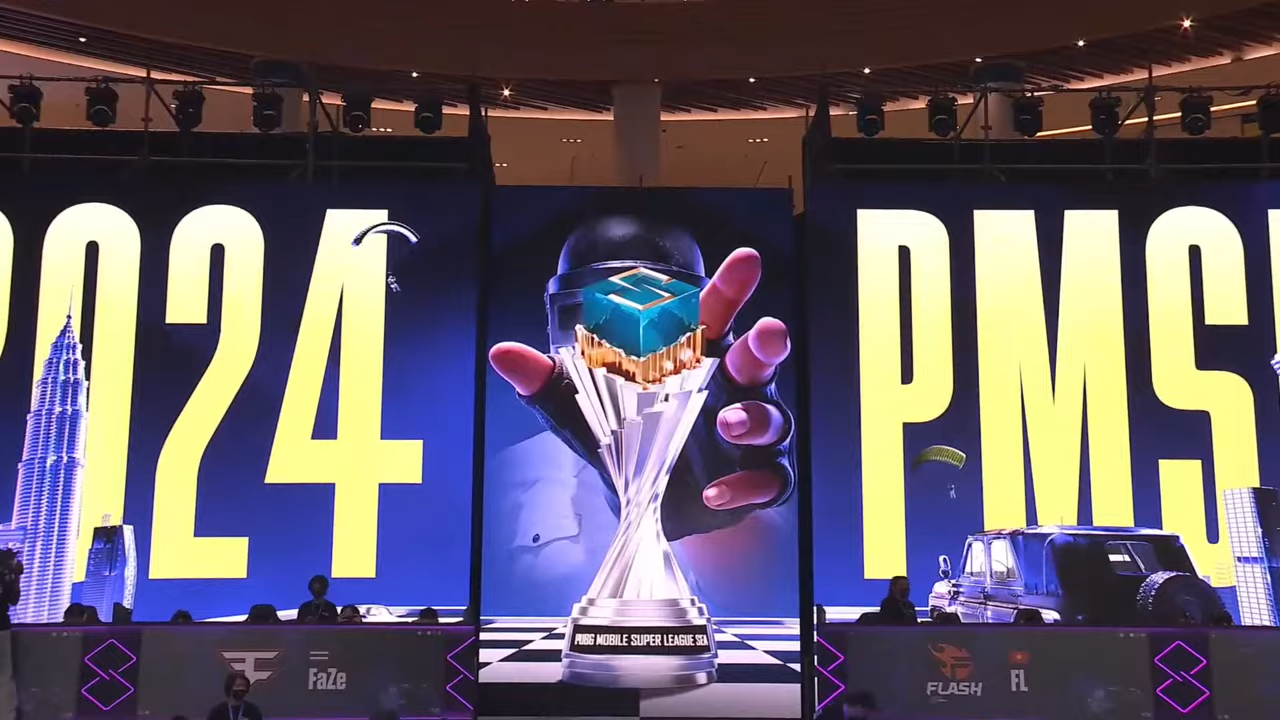 2024
PMS
PUBG MOBILE SUPER LEAGUE SEA
FaZe
FLASH
FL